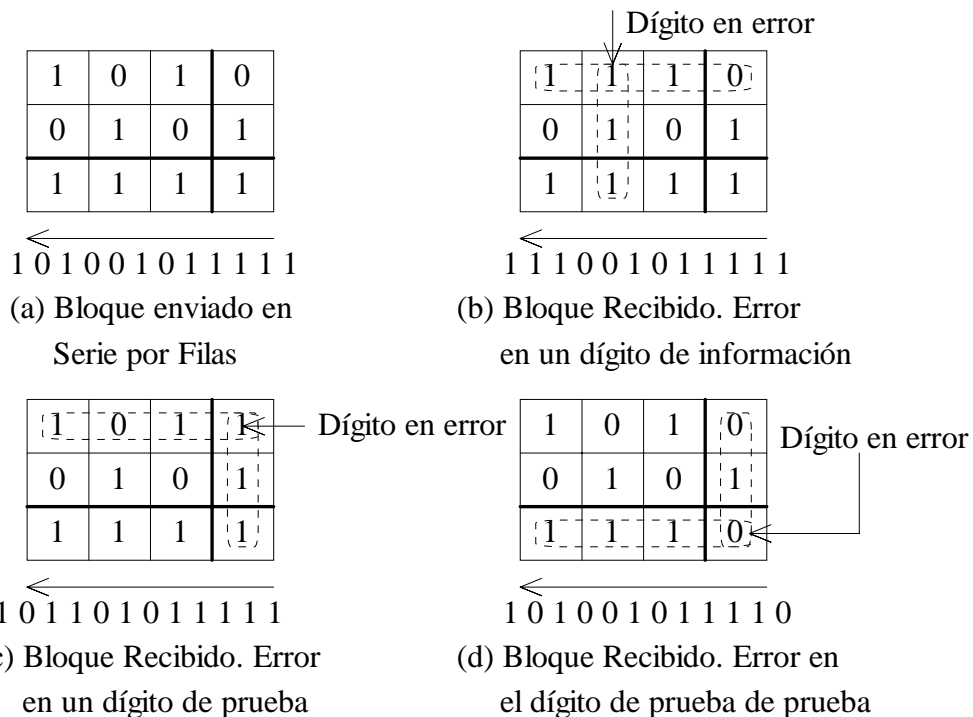 Dígito en error
1 0 1 0
0 1 0 1
1 1 1 1
1 0 1 0 0 1 0 1 1 1 1 1
(a) Bloque enviado en
Serie por Filas
1 1 1 0
0 1 0 1
1 1 1 1
1 1 1 0 0 1 0 1 1 1 1 1
(b) Bloque Recibido. Error
en un dígito de información
1 0 1 1
0 1 0 1
1 1 1 1
Dígito en error
1 0 1 1 0 1 0 1 1 1 1 1
c) Bloque Recibido. Error
en un dígito de prueba
1 0 1 0
0 1 0 1
1 1 1 0
Dígito en error
1 0 1 0 0 1 0 1 1 1 1 0
(d) Bloque Recibido. Error en
el dígito de prueba de prueba